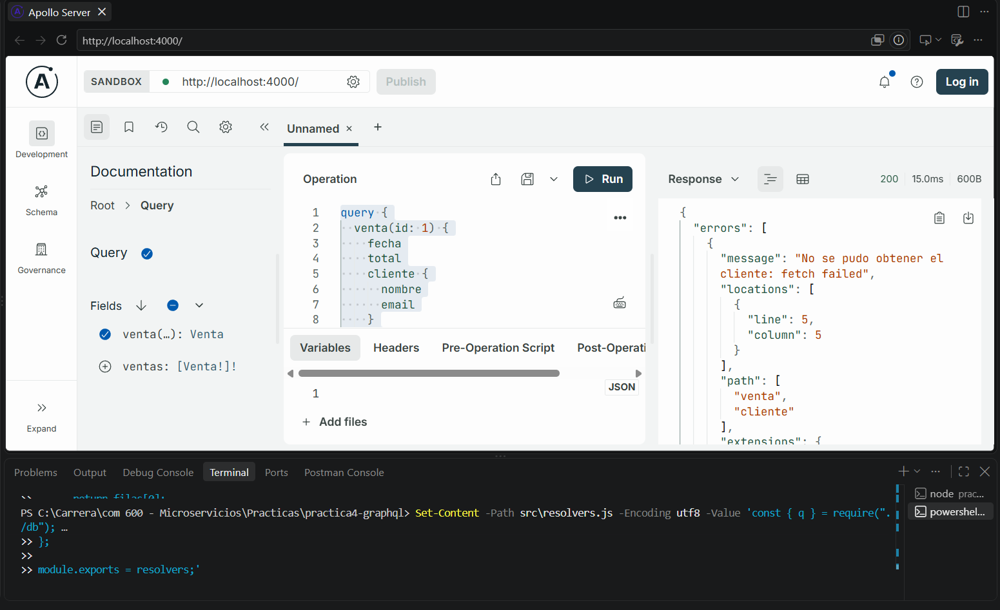 Apollo Server
http://localhost:4000/
SANDBOX
http://localhost:4000/
Publish
Log in
Development
Schema
Governance
Expand
Unnamed
Documentation
Root > Query
Query
Fields
venta(…): Venta
ventas: [Venta!]!
Operation
Run
1 query {
2 venta(id: 1) {
3 fecha
4 total
5 cliente {
6 nombre
7 email
8 }
Variables Headers Pre-Operation Script Post-Operati
1
JSON
+ Add files
Response
200 15.0ms 600B
{
"errors": [
{
"message": "No se pudo obtener el
cliente: fetch failed",
"locations": [
{
"line": 5,
"column": 5
}
],
"path": [
"venta",
"cliente"
],
"extensions": {
Problems Output Debug Console Terminal Ports Postman Console
>> return filas[0];
PS C:\Carrera\com 600 - Microservicios\Practicas\practica4-graphql> Set-Content -Path src\resolvers.js -Encoding utf8 -Value 'const { q } = require(".
/db"); …
>> };
>>
>> module.exports = resolvers;'
node prac...
powershel...